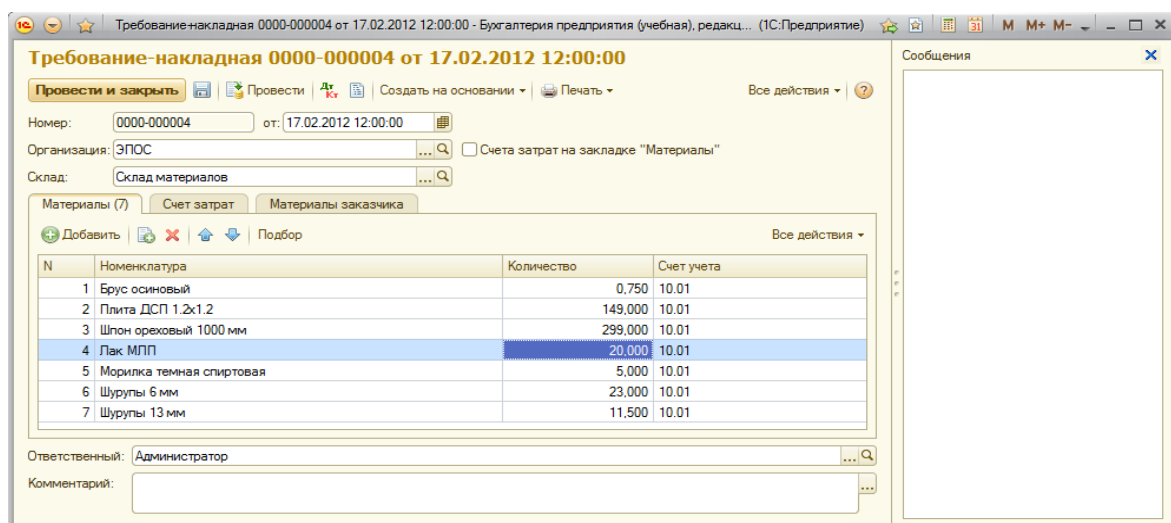 Требование-накладная 0000-000004 от 17.02.2012 12:00:00 - Бухгалтерия предприятия (учебная), редакц... (1С:Предприятие) 31 M M+ M-
Требование-накладная 0000-000004 от 17.02.2012 12:00:00
Сообщения
Провести и закрыть Провести Дт Кт Создать на основании Печать Все действия ?
Номер: 0000-000004 от: 17.02.2012 12:00:00
Организация: ЭПОС ... Счета затрат на закладке "Материалы"
Склад: Склад материалов ...
Материалы (7) Счет затрат Материалы заказчика
Добавить Подбор Все действия
N Номенклатура Количество Счет учета
1 Брус осиновый 0,750 10.01
2 Плита ДСП 1.2x1.2 149,000 10.01
3 Шпон ореховый 1000 мм 299,000 10.01
4 Лак МЛП 20,000 10.01
5 Морилка темная спиртовая 5,000 10.01
6 Шурупы 6 мм 23,000 10.01
7 Шурупы 13 мм 11,500 10.01
Ответственный: Администратор ...
Комментарий: ...